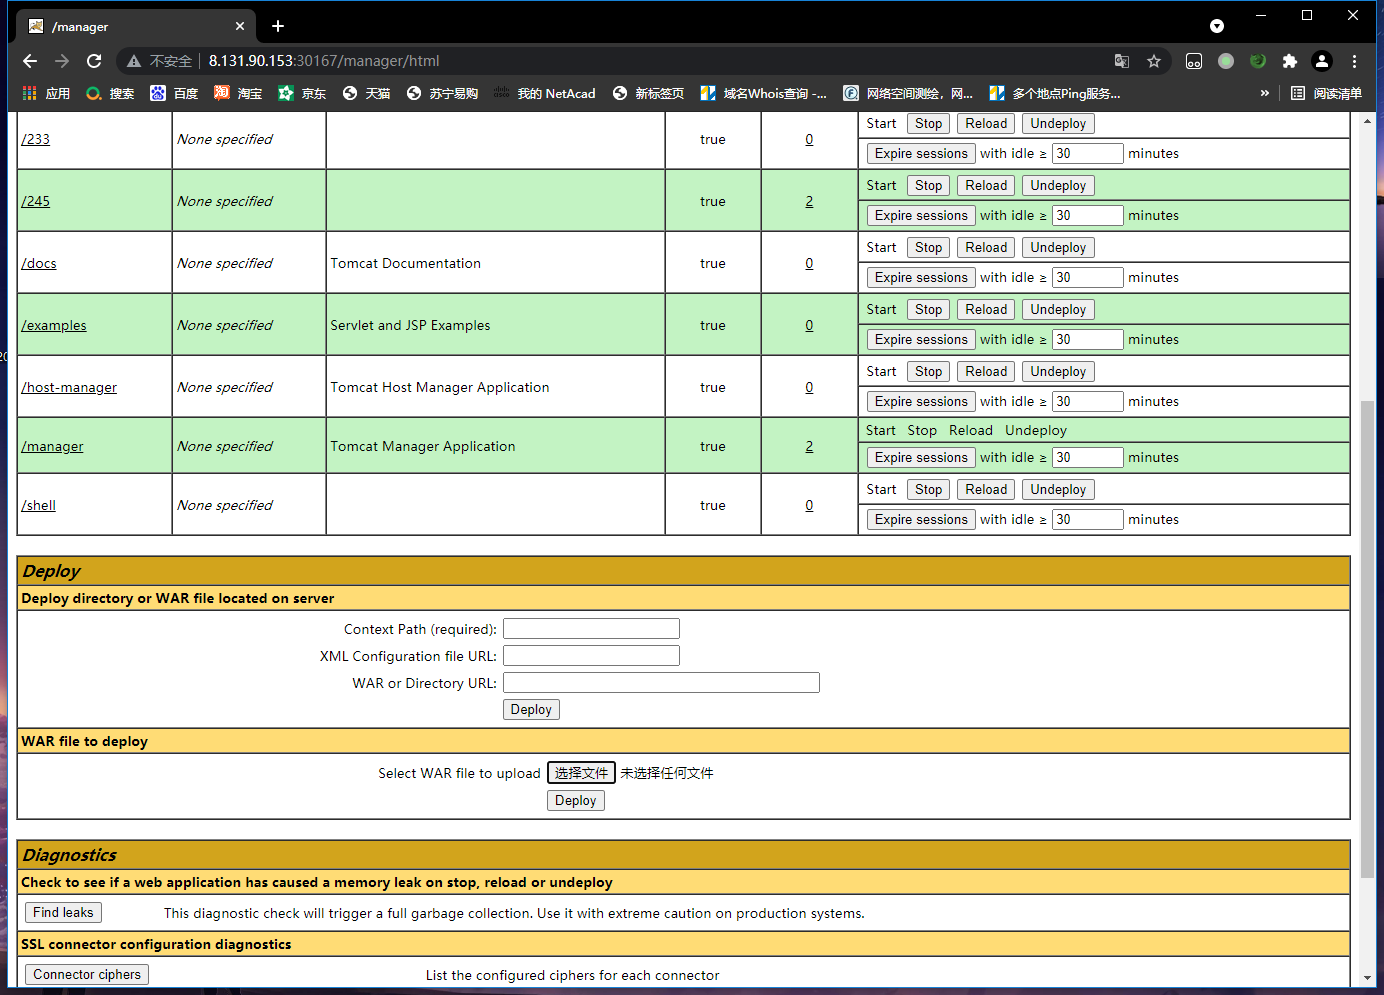 /manager
不安全 8.131.90.153:30167/manager/html
应用 搜索 百度 淘宝 京东 天猫 苏宁易购 我的 NetAcad 新标签页 域名Whois查询 -... 网络空间测绘，网... 多个地点Ping服务... » 阅读清单
/233 None specified true 0 Start Stop Reload Undeploy
Expire sessions with idle ≥ 30 minutes
/245 None specified true 2 Start Stop Reload Undeploy
Expire sessions with idle ≥ 30 minutes
/docs None specified Tomcat Documentation true 0 Start Stop Reload Undeploy
Expire sessions with idle ≥ 30 minutes
/examples None specified Servlet and JSP Examples true 0 Start Stop Reload Undeploy
Expire sessions with idle ≥ 30 minutes
/host-manager None specified Tomcat Host Manager Application true 0 Start Stop Reload Undeploy
Expire sessions with idle ≥ 30 minutes
/manager None specified Tomcat Manager Application true 2 Start Stop Reload Undeploy
Expire sessions with idle ≥ 30 minutes
/shell None specified true 0 Start Stop Reload Undeploy
Expire sessions with idle ≥ 30 minutes
Deploy
Deploy directory or WAR file located on server
Context Path (required):
XML Configuration file URL:
WAR or Directory URL:
Deploy
WAR file to deploy
Select WAR file to upload 选择文件 未选择任何文件
Deploy
Diagnostics
Check to see if a web application has caused a memory leak on stop, reload or undeploy
Find leaks This diagnostic check will trigger a full garbage collection. Use it with extreme caution on production systems.
SSL connector configuration diagnostics
Connector ciphers List the configured ciphers for each connector